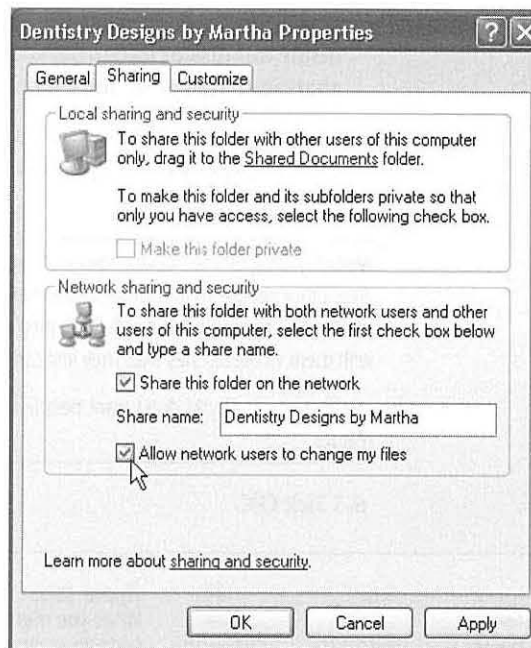 Dentistry Designs by Martha Properties
General Sharing Customize
Local sharing and security
To share this folder with other users of this computer
only, drag it to the Shared Documents folder.
To make this folder and its subfolders private so that
only you have access, select the following check box.
Make this folder private
Network sharing and security
To share this folder with both network users and other
users of this computer, select the first check box below
and type a share name.
Share this folder on the network
Share name: Dentistry Designs by Martha
Allow network users to change my files
Learn more about sharing and security.
OK Cancel Apply